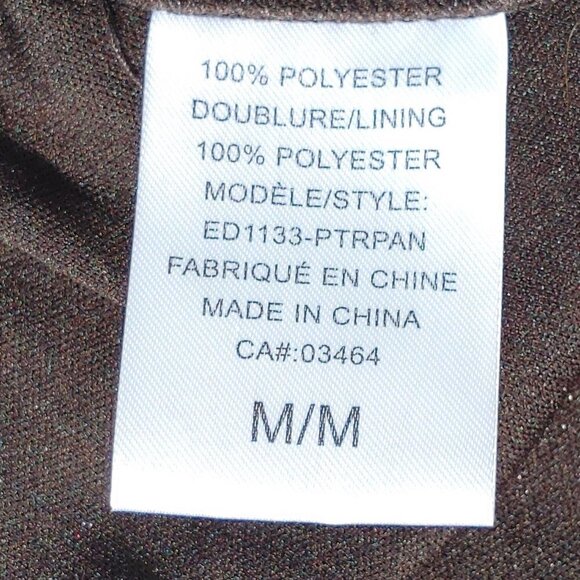 100% POLYESTER
DOUBLURE/LINING
100% POLYESTER
MODÈLE/STYLE:
ED1133-PTRPAN
FABRIQUÉ EN CHINE
MADE IN CHINA
CA#:03464
M/M